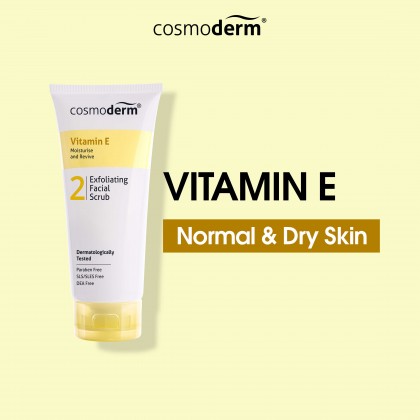 cosmoderm®
cosmoderm®
Vitamin E
Moisturise
and Revive
2 Exfoliating
Facial
Scrub
Dermatologically
Tested
Paraben Free
SLS/SLES Free
DEA Free
VITAMIN E
Normal & Dry Skin